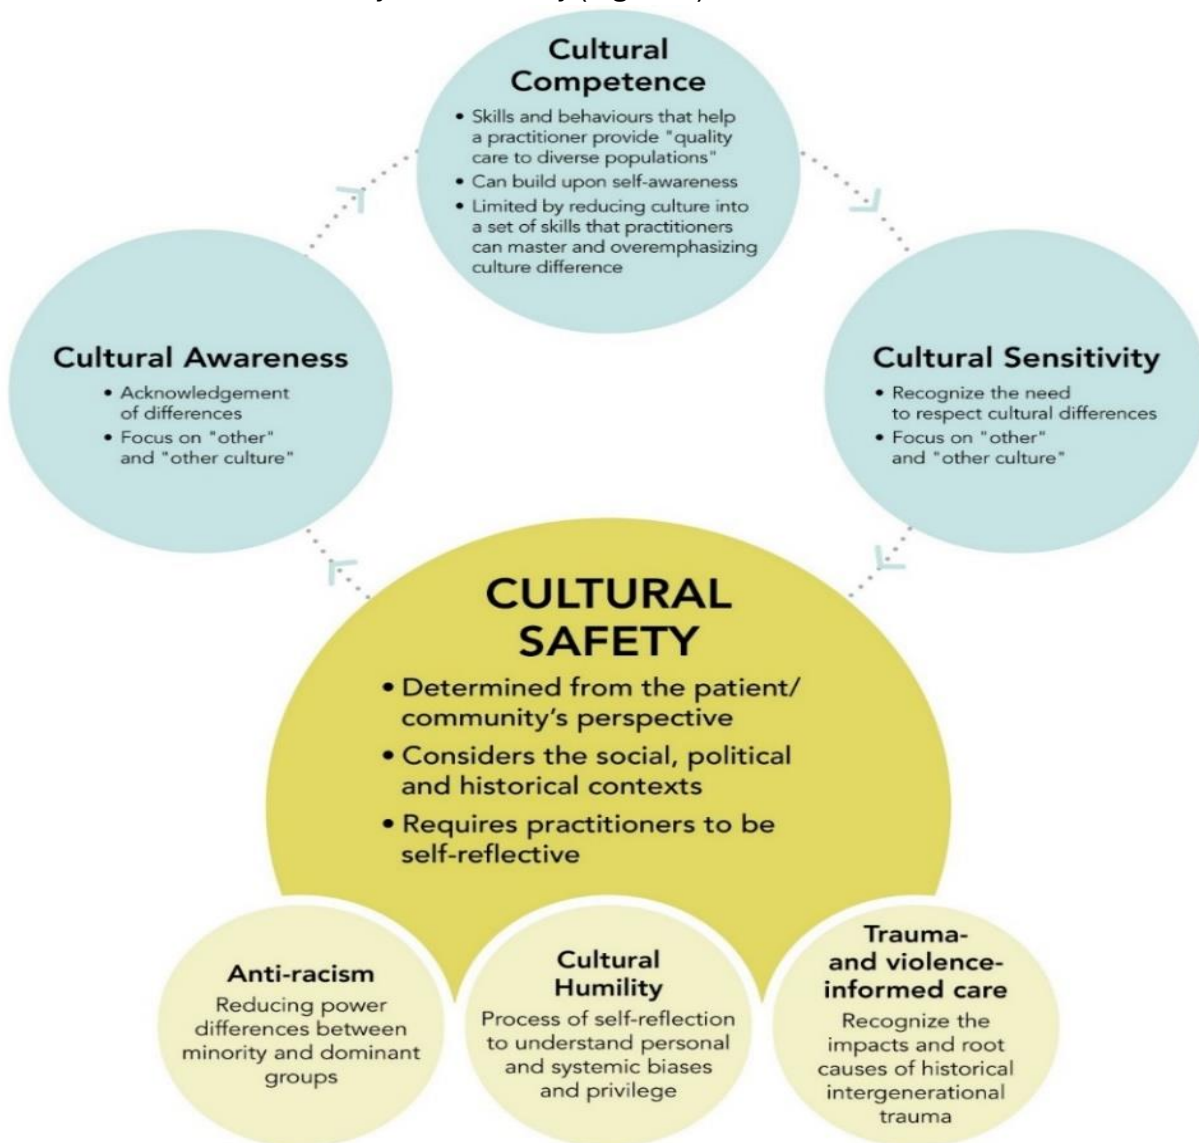 Cultural
Competence
• Skills and behaviours that help
a practitioner provide "quality
care to diverse populations"
• Can build upon self-awareness
• Limited by reducing culture into
a set of skills that practitioners
can master and overemphasizing
culture difference
Cultural Awareness
• Acknowledgement
of differences
• Focus on "other"
and "other culture"
Cultural Sensitivity
• Recognize the need
to respect cultural differences
• Focus on "other"
and "other culture"
CULTURAL
SAFETY
• Determined from the patient/
community's perspective
• Considers the social, political
and historical contexts
• Requires practitioners to be
self-reflective
Anti-racism
Reducing power
differences between
minority and dominant
groups
Cultural
Humility
Process of self-reflection
to understand personal
and systemic biases
and privilege
Trauma-
and violence-
informed care
Recognize the
impacts and root
causes of historical
intergenerational
trauma